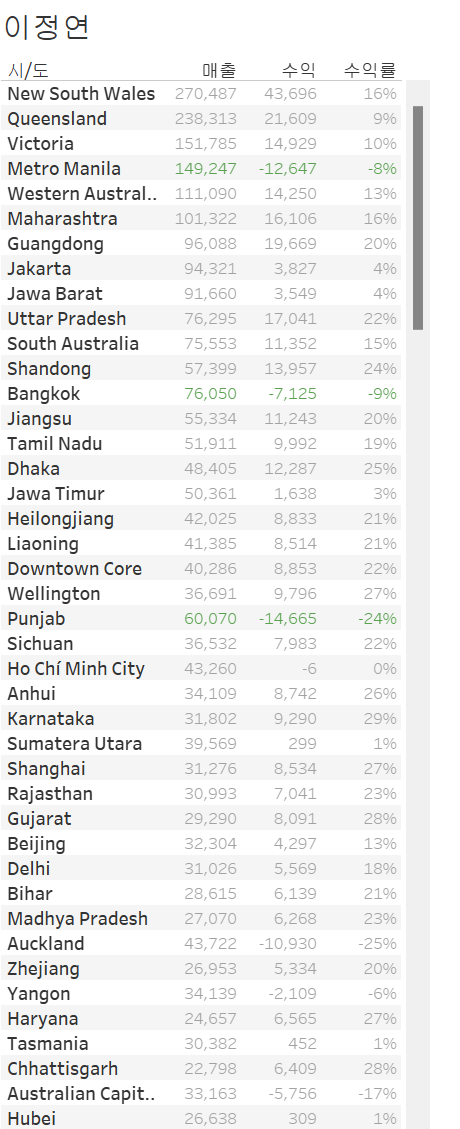 이정연
시/도 매출 수익 수익률
New South Wales 270,487 43,696 16%
Queensland 238,313 21,609 9%
Victoria 151,785 14,929 10%
Metro Manila 149,247 -12,647 -8%
Western Austral.. 111,090 14,250 13%
Maharashtra 101,322 16,106 16%
Guangdong 96,088 19,669 20%
Jakarta 94,321 3,827 4%
Jawa Barat 91,660 3,549 4%
Uttar Pradesh 76,295 17,041 22%
South Australia 75,553 11,352 15%
Shandong 57,399 13,957 24%
Bangkok 76,050 -7,125 -9%
Jiangsu 55,334 11,243 20%
Tamil Nadu 51,911 9,992 19%
Dhaka 48,405 12,287 25%
Jawa Timur 50,361 1,638 3%
Heilongjiang 42,025 8,833 21%
Liaoning 41,385 8,514 21%
Downtown Core 40,286 8,853 22%
Wellington 36,691 9,796 27%
Punjab 60,070 -14,665 -24%
Sichuan 36,532 7,983 22%
Ho Chí Minh City 43,260 -6 0%
Anhui 34,109 8,742 26%
Karnataka 31,802 9,290 29%
Sumatera Utara 39,569 299 1%
Shanghai 31,276 8,534 27%
Rajasthan 30,993 7,041 23%
Gujarat 29,290 8,091 28%
Beijing 32,304 4,297 13%
Delhi 31,026 5,569 18%
Bihar 28,615 6,139 21%
Madhya Pradesh 27,070 6,268 23%
Auckland 43,722 -10,930 -25%
Zhejiang 26,953 5,334 20%
Yangon 34,139 -2,109 -6%
Haryana 24,657 6,565 27%
Tasmania 30,382 452 1%
Chhattisgarh 22,798 6,409 28%
Australian Capit.. 33,163 -5,756 -17%
Hubei 26,638 309 1%